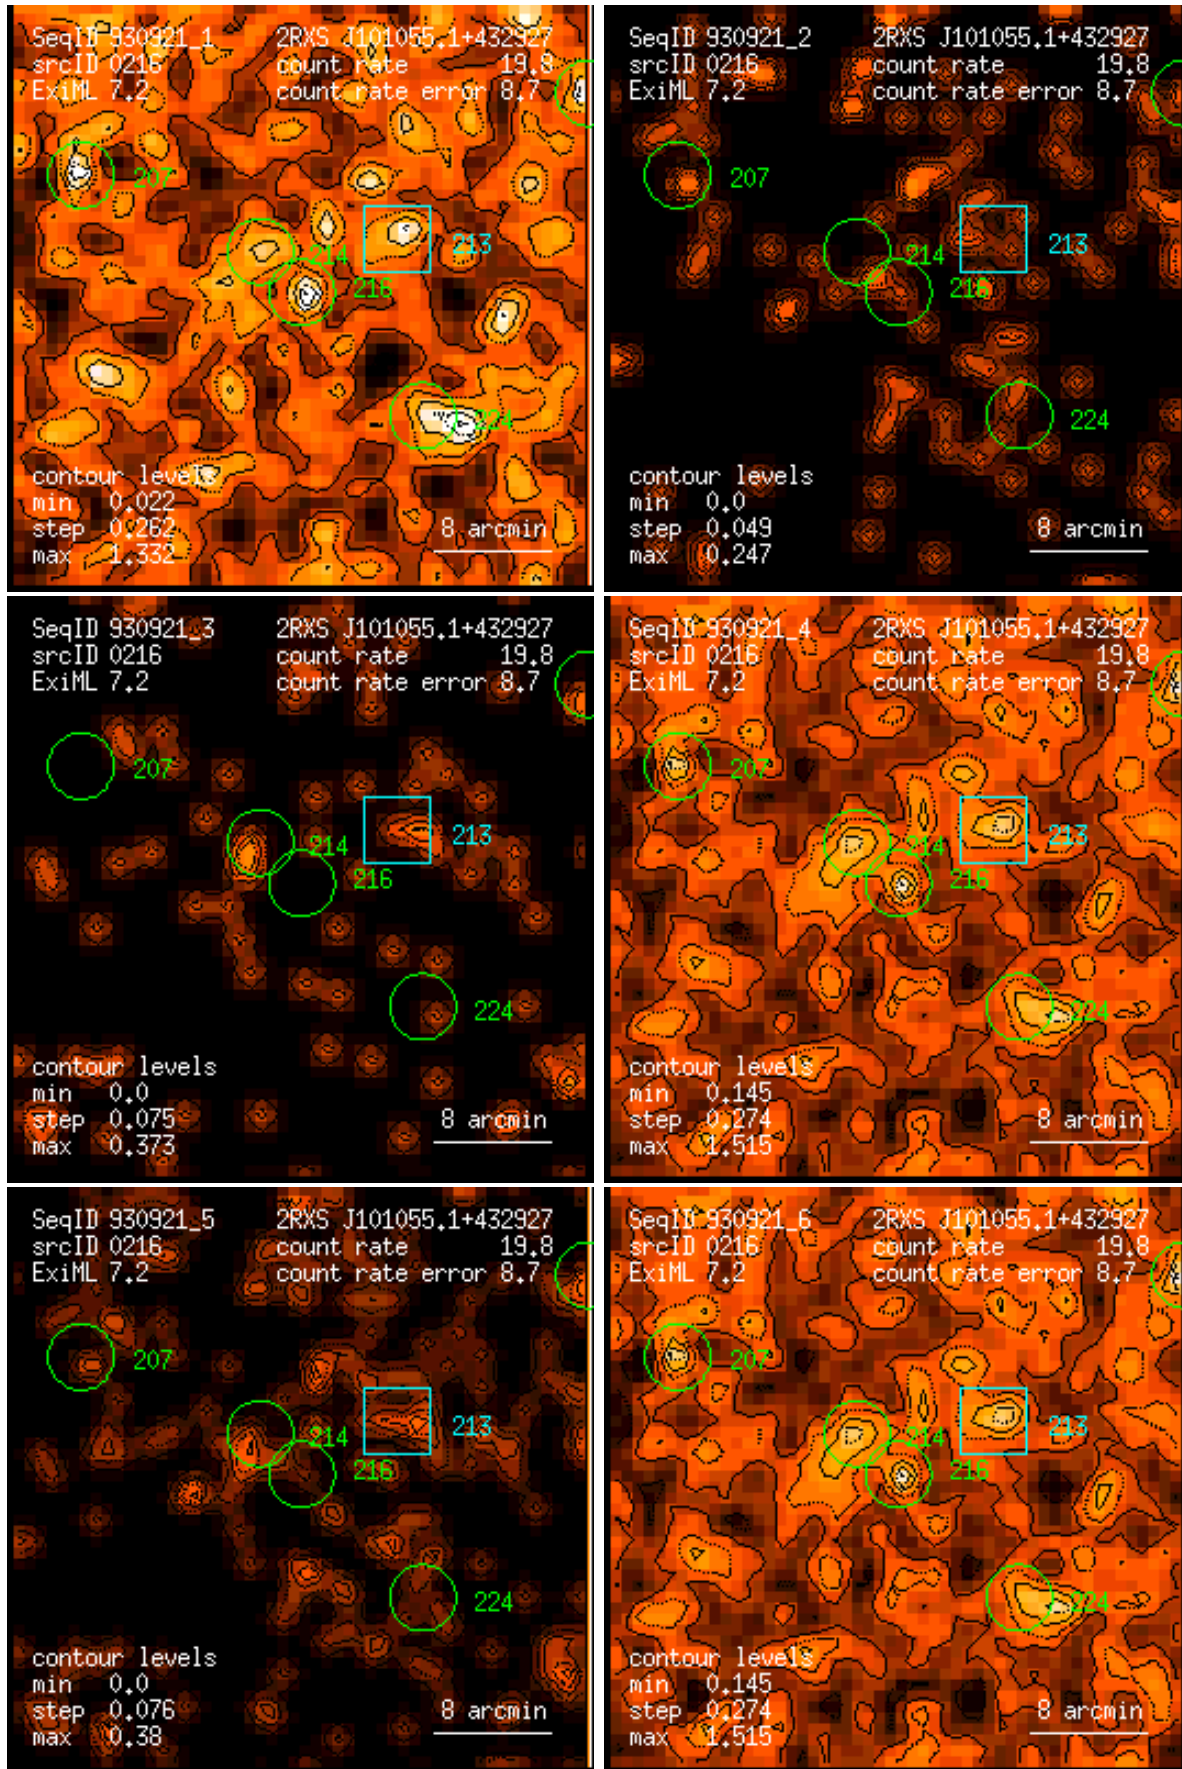 SeqID 930921_1 2RXS J101055.1+432927
srcID 0216 count rate 19.8
ExiML 7.2 count rate error 8.7
207
214
213
216
224
contour levels
min 0.022
step 0.262
max 1.332
8 arcmin
SeqID 930921_2 2RXS J101055.1+432927
srcID 0216 count rate 19.8
ExiML 7.2 count rate error 8.7
207
214
213
216
224
contour levels
min 0.0
step 0.049
max 0.247
8 arcmin
SeqID 930921_3 2RXS J101055.1+432927
srcID 0216 count rate 19.8
ExiML 7.2 count rate error 8.7
207
214
213
216
224
contour levels
min 0.0
step 0.075
max 0.373
8 arcmin
SeqID 930921_4 2RXS J101055.1+432927
srcID 0216 count rate 19.8
ExiML 7.2 count rate error 8.7
207
214
213
216
224
contour levels
min 0.145
step 0.274
max 1.515
8 arcmin
SeqID 930921_5 2RXS J101055.1+432927
srcID 0216 count rate 19.8
ExiML 7.2 count rate error 8.7
207
214
213
216
224
contour levels
min 0.0
step 0.076
max 0.38
8 arcmin
SeqID 930921_6 2RXS J101055.1+432927
srcID 0216 count rate 19.8
ExiML 7.2 count rate error 8.7
207
214
213
216
224
contour levels
min 0.145
step 0.274
max 1.515
8 arcmin